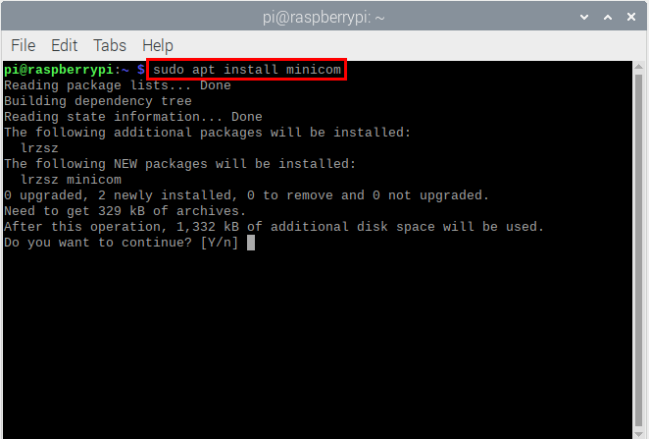 pi@raspberrypi: ~
File Edit Tabs Help
pi@raspberrypi:~ $ sudo apt install minicom
Reading package lists... Done
Building dependency tree
Reading state information... Done
The following additional packages will be installed:
  lrzsz
The following NEW packages will be installed:
  lrzsz minicom
0 upgraded, 2 newly installed, 0 to remove and 0 not upgraded.
Need to get 329 kB of archives.
After this operation, 1,332 kB of additional disk space will be used.
Do you want to continue? [Y/n]